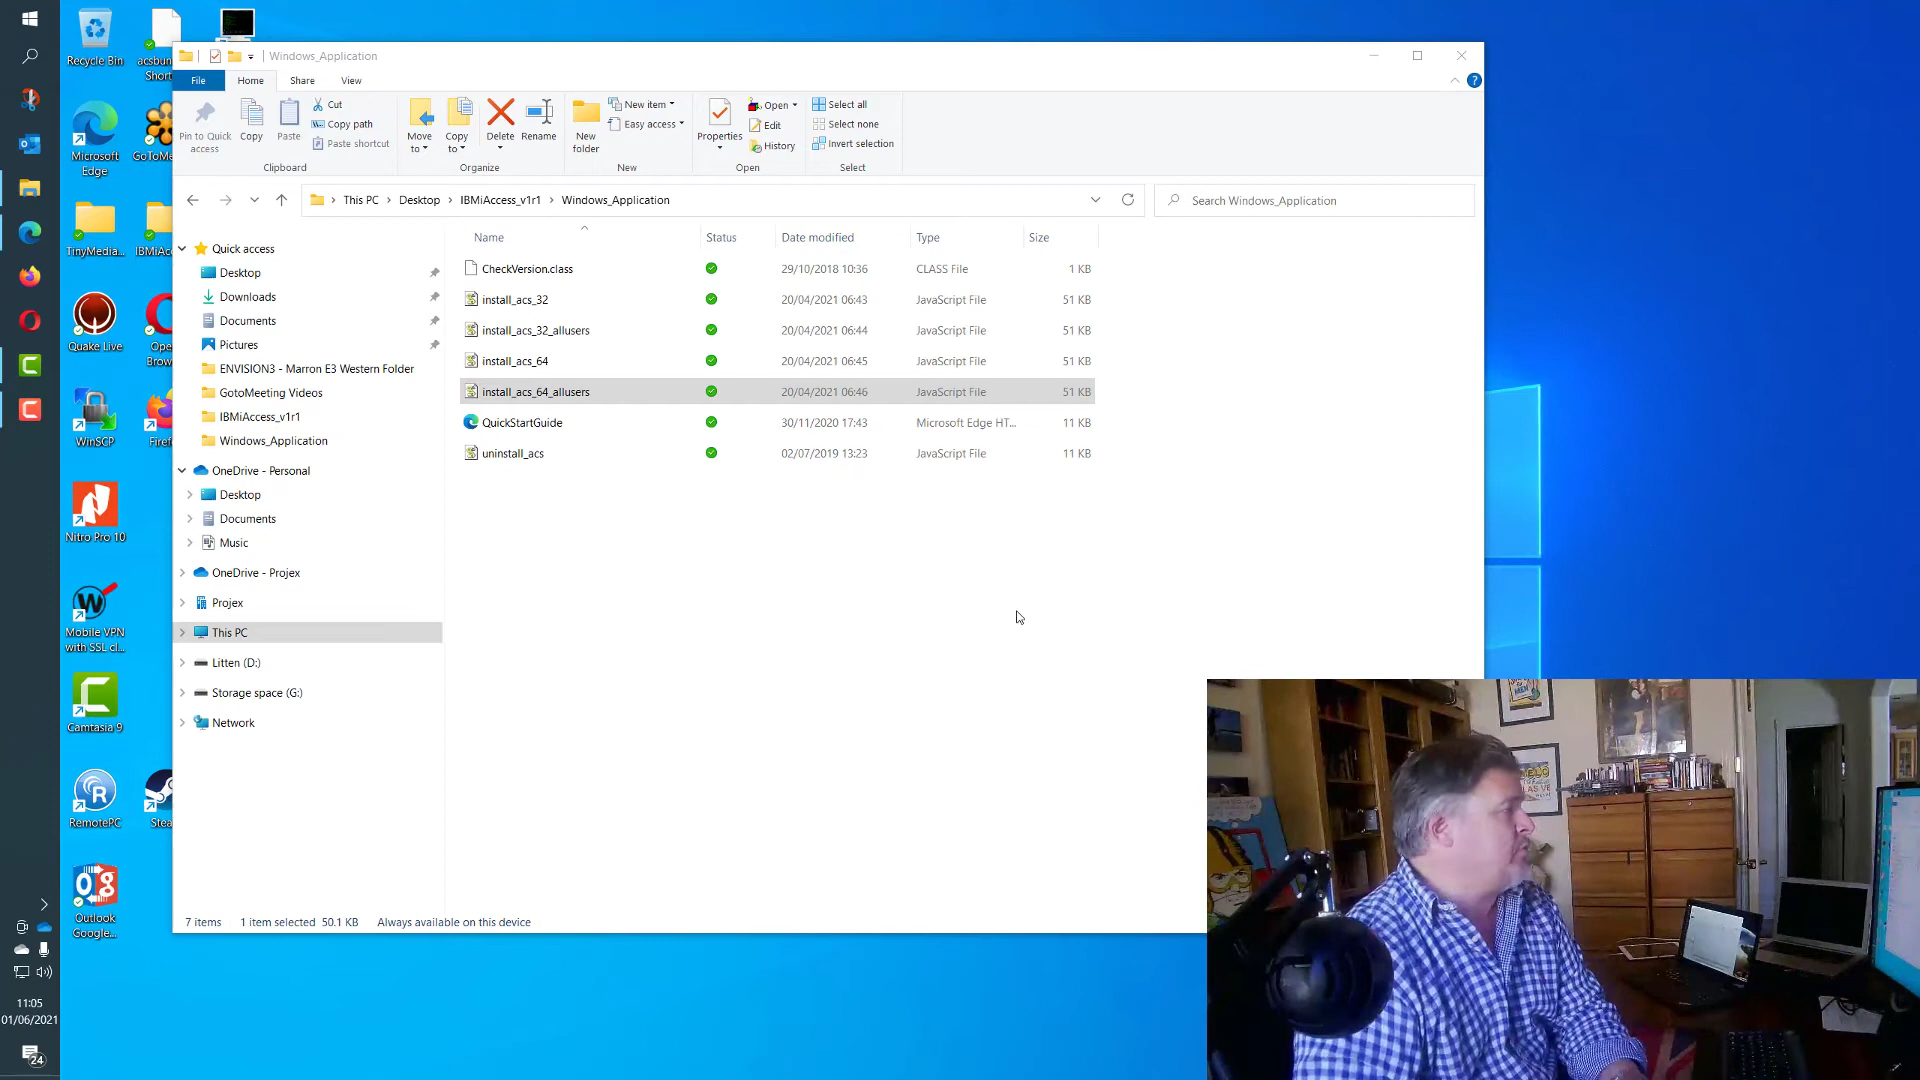 Recycle Bin
acsbun...
Short...
Microsoft Edge
GoToMe...
TinyMedia...
IBMiAcc...
Quake Live
Ope...
Brow...
WinSCP
Firef...
Nitro Pro 10
Mobile VPN with SSL cl...
Camtasia 9
RemotePC
Stea...
Outlook Google...
11:05
01/06/2021
24
Windows_Application
File Home Share View
Pin to Quick access
Copy
Paste
Cut
Copy path
Paste shortcut
Clipboard
Move to
Copy to
Delete
Rename
Organize
New folder
New item
Easy access
New
Properties
Open
Edit
History
Open
Select all
Select none
Invert selection
Select
This PC > Desktop > IBMiAccess_v1r1 > Windows_Application
Search Windows_Application
Quick access
Desktop
Downloads
Documents
Pictures
ENVISION3 - Marron E3 Western Folder
GotoMeeting Videos
IBMiAccess_v1r1
Windows_Application
OneDrive - Personal
Desktop
Documents
Music
OneDrive - Projex
Projex
This PC
Litten (D:)
Storage space (G:)
Network
Name Status Date modified Type Size
CheckVersion.class 29/10/2018 10:36 CLASS File 1 KB
install_acs_32 20/04/2021 06:43 JavaScript File 51 KB
install_acs_32_allusers 20/04/2021 06:44 JavaScript File 51 KB
install_acs_64 20/04/2021 06:45 JavaScript File 51 KB
install_acs_64_allusers 20/04/2021 06:46 JavaScript File 51 KB
QuickStartGuide 30/11/2020 17:43 Microsoft Edge HT... 11 KB
uninstall_acs 02/07/2019 13:23 JavaScript File 11 KB
7 items 1 item selected 50.1 KB Always available on this device